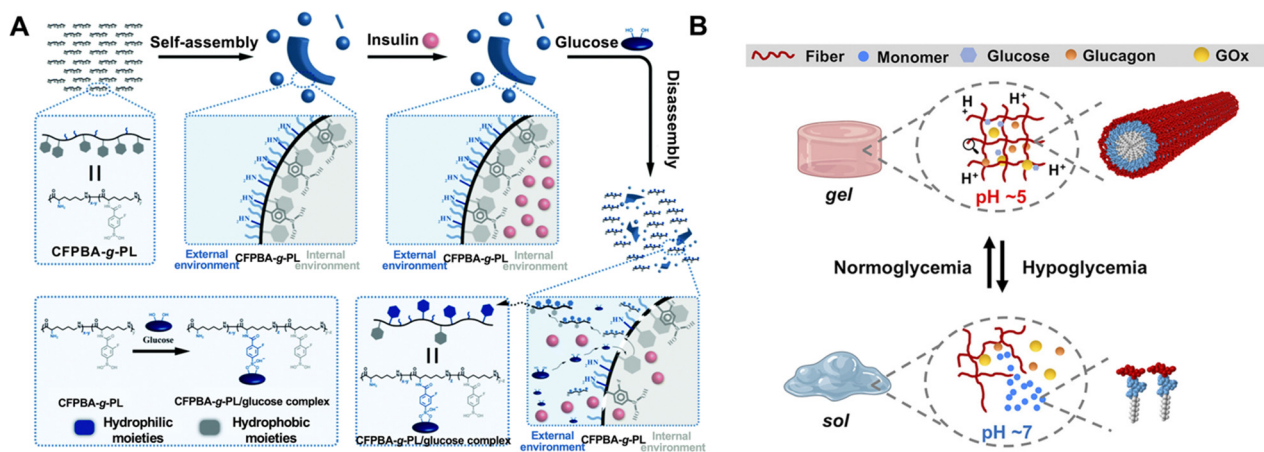 A
Self-assembly
Insulin
Glucose
Disassembly
CFPBA-g-PL
External environment
CFPBA-g-PL
Internal environment
External environment
CFPBA-g-PL
Internal environment
Glucose
CFPBA-g-PL
CFPBA-g-PL/glucose complex
Hydrophilic moieties
Hydrophobic moieties
CFPBA-g-PL/glucose complex
External environment
CFPBA-g-PL
Internal environment
B
Fiber
Monomer
Glucose
Glucagon
GOx
H+
H+
H+
H+
gel
pH ~5
Normoglycemia
Hypoglycemia
sol
pH ~7